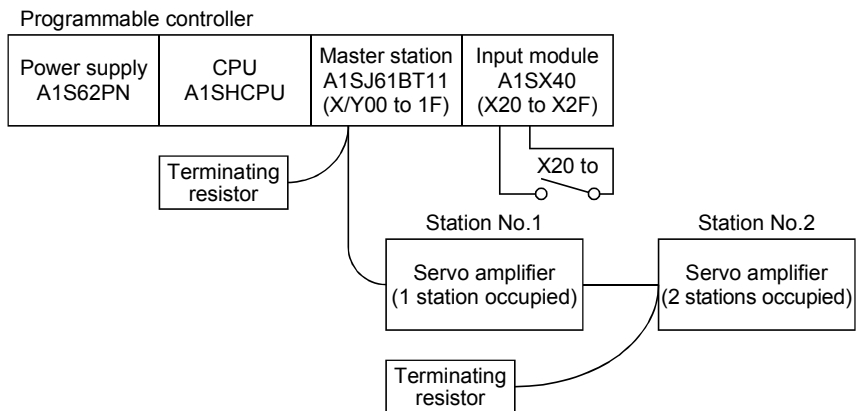 Programmable controller
Power supply
A1S62PN
CPU
A1SHCPU
Master station
A1SJ61BT11
(X/Y00 to 1F)
Input module
A1SX40
(X20 to X2F)
Terminating
resistor
X20 to
Station No.1
Servo amplifier
(1 station occupied)
Station No.2
Servo amplifier
(2 stations occupied)
Terminating
resistor